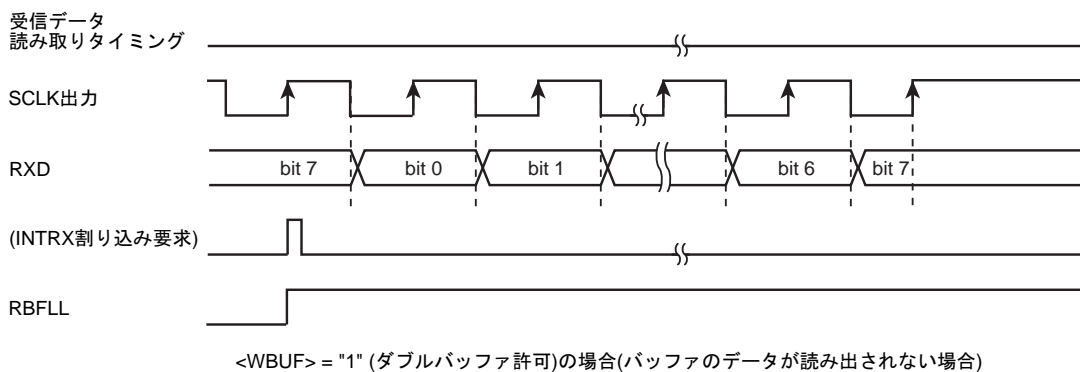 受信データ
読み取りタイミング
SCLK出力
RXD
bit 7 bit 0 bit 1 bit 6 bit 7
(INTRX割り込み要求)
RBFLL
<WBUF> = "1" (ダブルバッファ許可)の場合(バッファのデータが読み出されない場合)